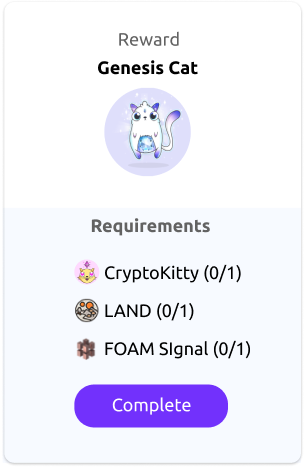 Reward
Genesis Cat
Requirements
CryptoKitty (0/1)
LAND (0/1)
FOAM SIgnal (0/1)
Complete